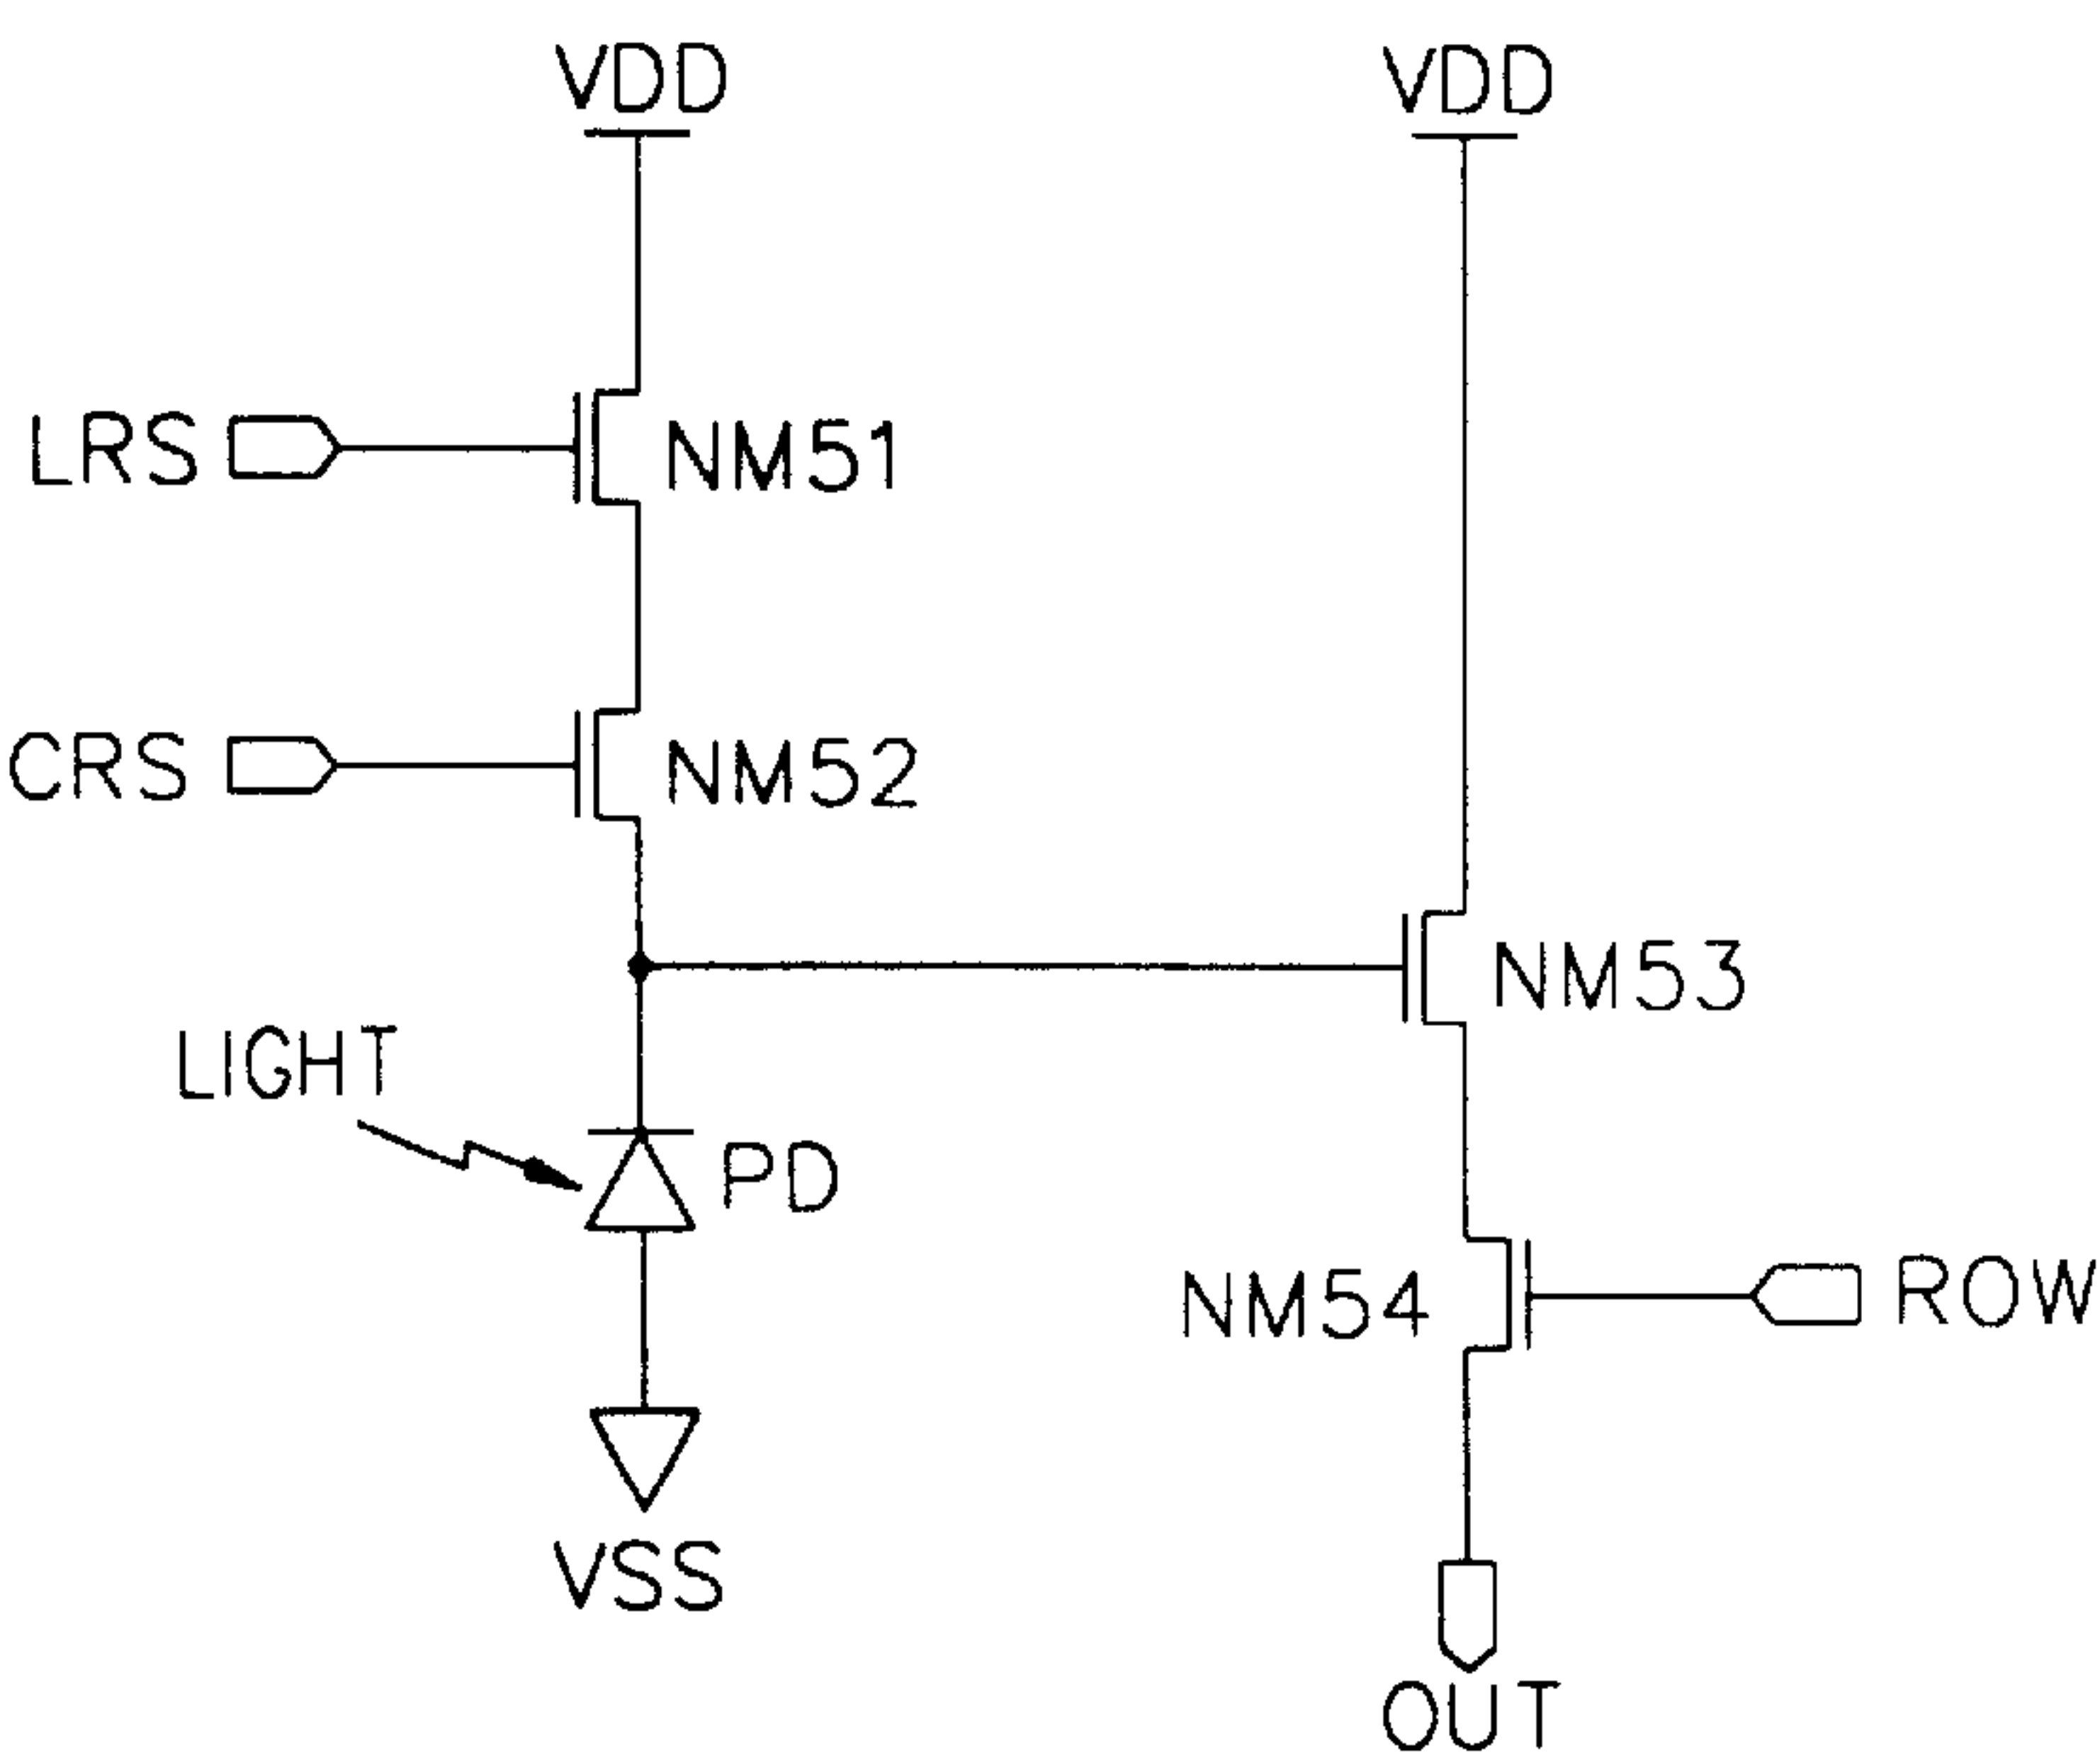 VDD
VDD
LRS
NM51
CRS
NM52
NM53
LIGHT
PD
NM54
ROW
VSS
OUT